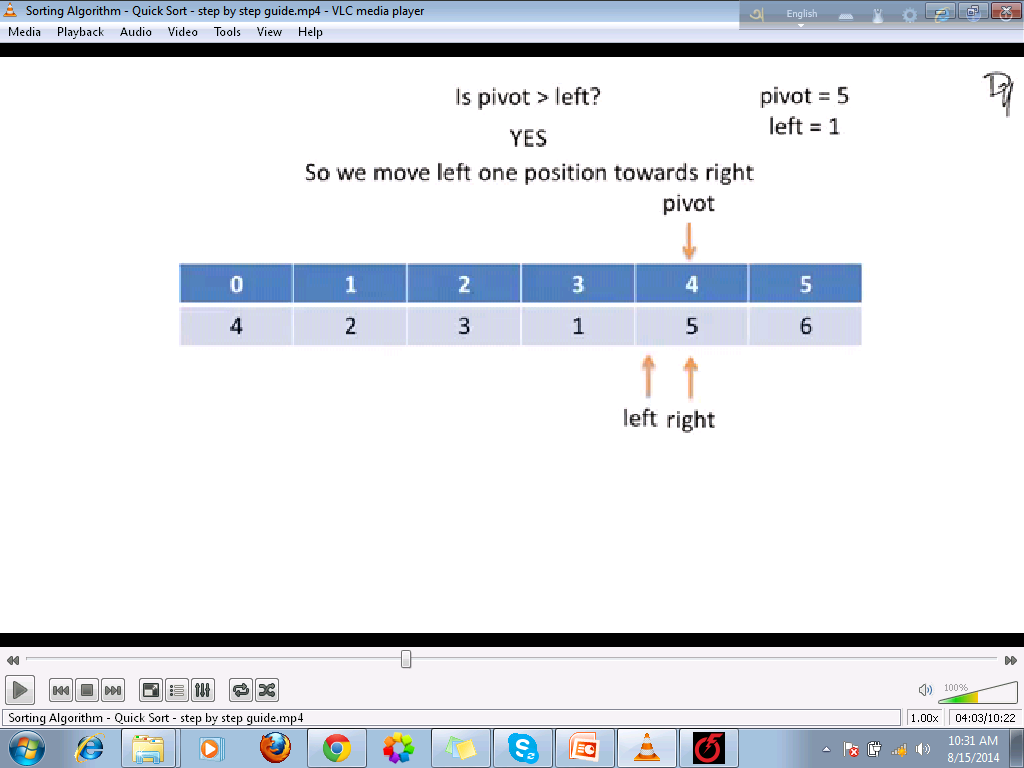 Sorting Algorithm - Quick Sort - step by step guide.mp4 - VLC media player
English
Media Playback Audio Video Tools View Help
Is pivot > left?
pivot = 5
YES
left = 1
So we move left one position towards right
pivot
0 1 2 3 4 5
4 2 3 1 5 6
left right
100%
Sorting Algorithm - Quick Sort - step by step guide.mp4
1.00x
04:03/10:22
10:31 AM
8/15/2014